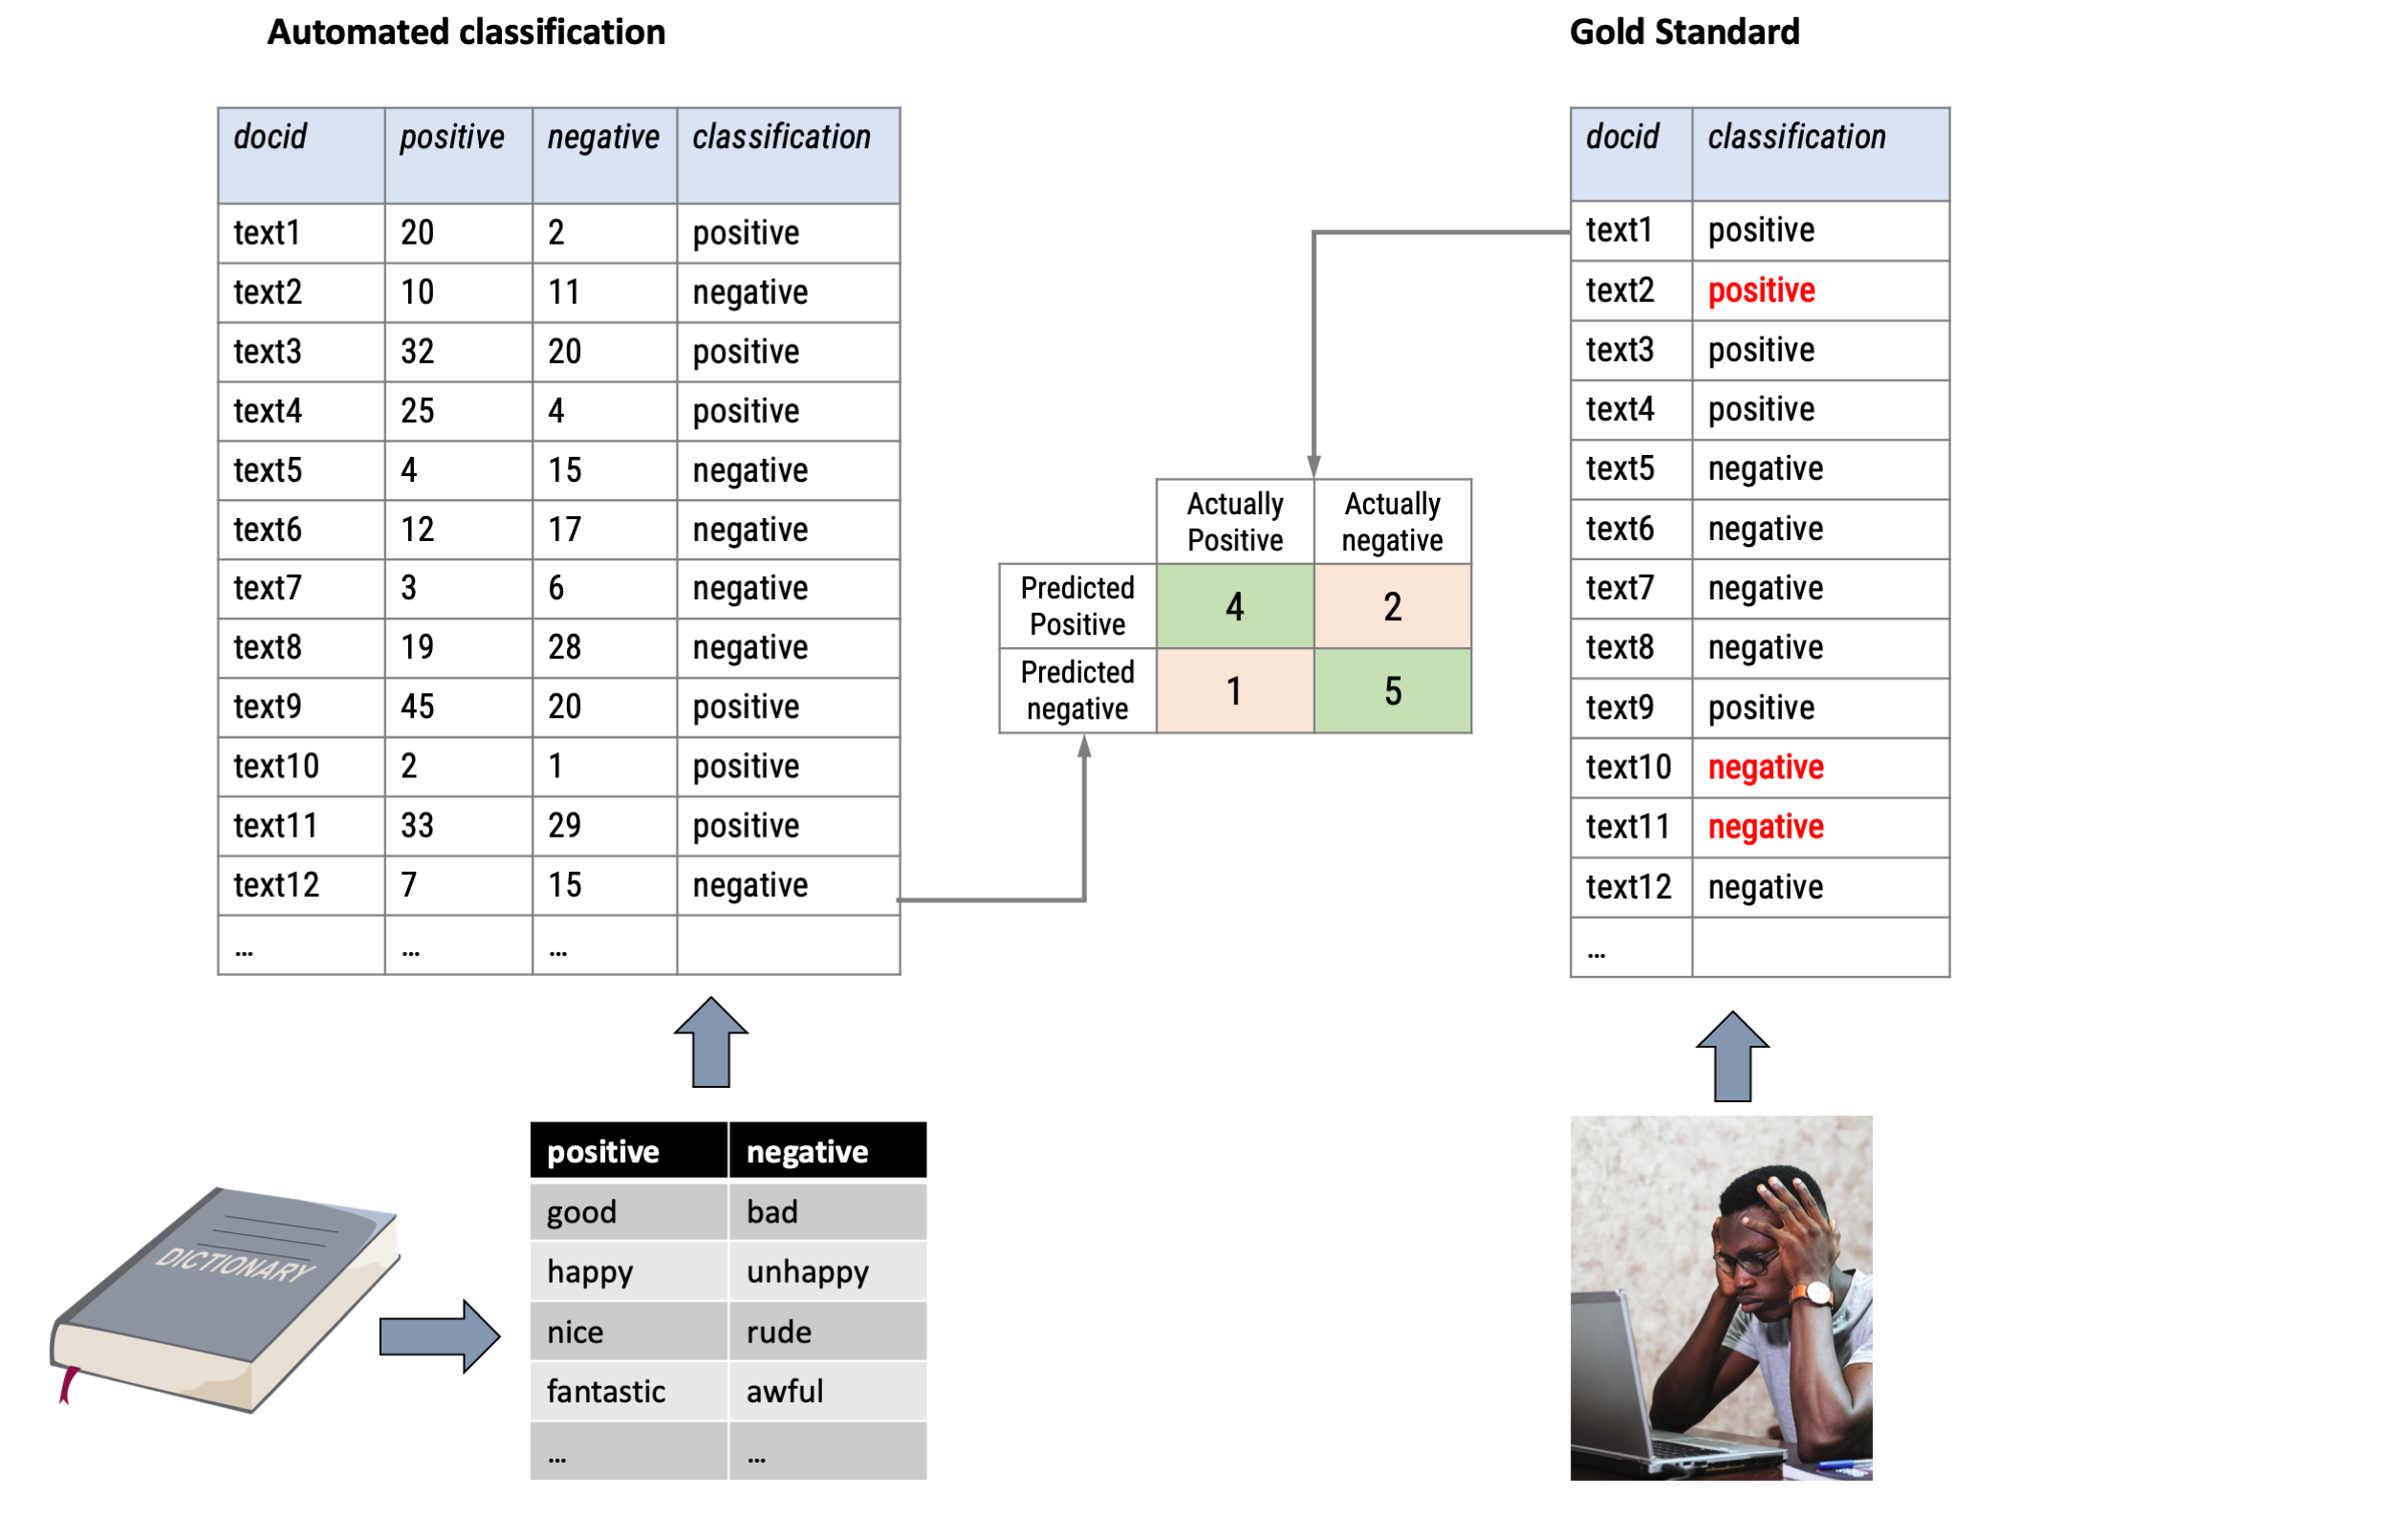 Automated classification
Gold Standard
docid positive negative classification
text1 20 2 positive
text2 10 11 negative
text3 32 20 positive
text4 25 4 positive
text5 4 15 negative
text6 12 17 negative
text7 3 6 negative
text8 19 28 negative
text9 45 20 positive
text10 2 1 positive
text11 33 29 positive
text12 7 15 negative
… … …
Actually Positive
Actually negative
Predicted Positive
4 2
Predicted negative
1 5
docid classification
text1 positive
text2 positive
text3 positive
text4 positive
text5 negative
text6 negative
text7 negative
text8 negative
text9 positive
text10 negative
text11 negative
text12 negative
…
DICTIONARY
positive negative
good bad
happy unhappy
nice rude
fantastic awful
… …